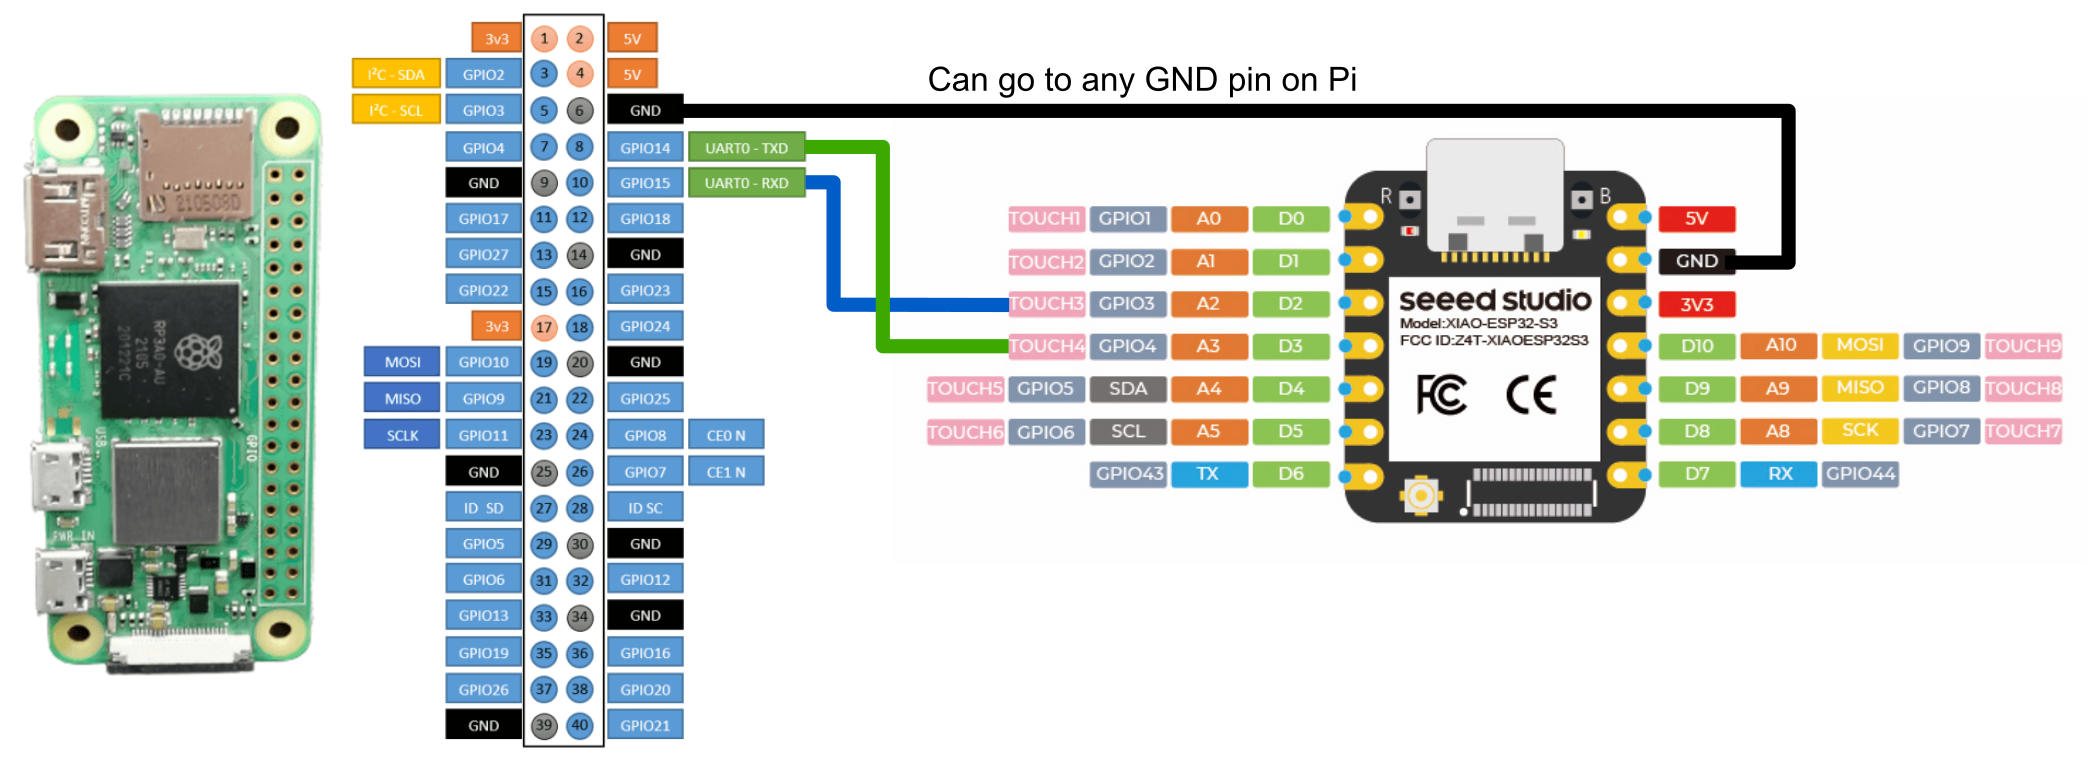 Can go to any GND pin on Pi
3v3 1 2 5V
I²C - SDA GPIO2 3 4 5V
I²C - SCL GPIO3 5 6 GND
GPIO4 7 8 GPIO14 UART0 - TXD
GND 9 10 GPIO15 UART0 - RXD
GPIO17 11 12 GPIO18
GPIO27 13 14 GND
GPIO22 15 16 GPIO23
3v3 17 18 GPIO24
MOSI GPIO10 19 20 GND
MISO GPIO9 21 22 GPIO25
SCLK GPIO11 23 24 GPIO8 CE0 N
GND 25 26 GPIO7 CE1 N
ID SD 27 28 ID SC
GPIO5 29 30 GND
GPIO6 31 32 GPIO12
GPIO13 33 34 GND
GPIO19 35 36 GPIO16
GPIO26 37 38 GPIO20
GND 39 40 GPIO21
210508D
RP3A0-AU
2105
201221C
GPIO
USB
PWR IN
R B
TOUCH1 GPIO1 A0 D0 5V
TOUCH2 GPIO2 A1 D1 GND
TOUCH3 GPIO3 A2 D2 3V3
TOUCH4 GPIO4 A3 D3 D10 A10 MOSI GPIO9 TOUCH9
TOUCH5 GPIO5 SDA A4 D4 D9 A9 MISO GPIO8 TOUCH8
TOUCH6 GPIO6 SCL A5 D5 D8 A8 SCK GPIO7 TOUCH7
GPIO43 TX D6 D7 RX GPIO44
seeed studio
Model:XIAO-ESP32-S3
FCC ID:Z4T-XIAOESP32S3
FC CE